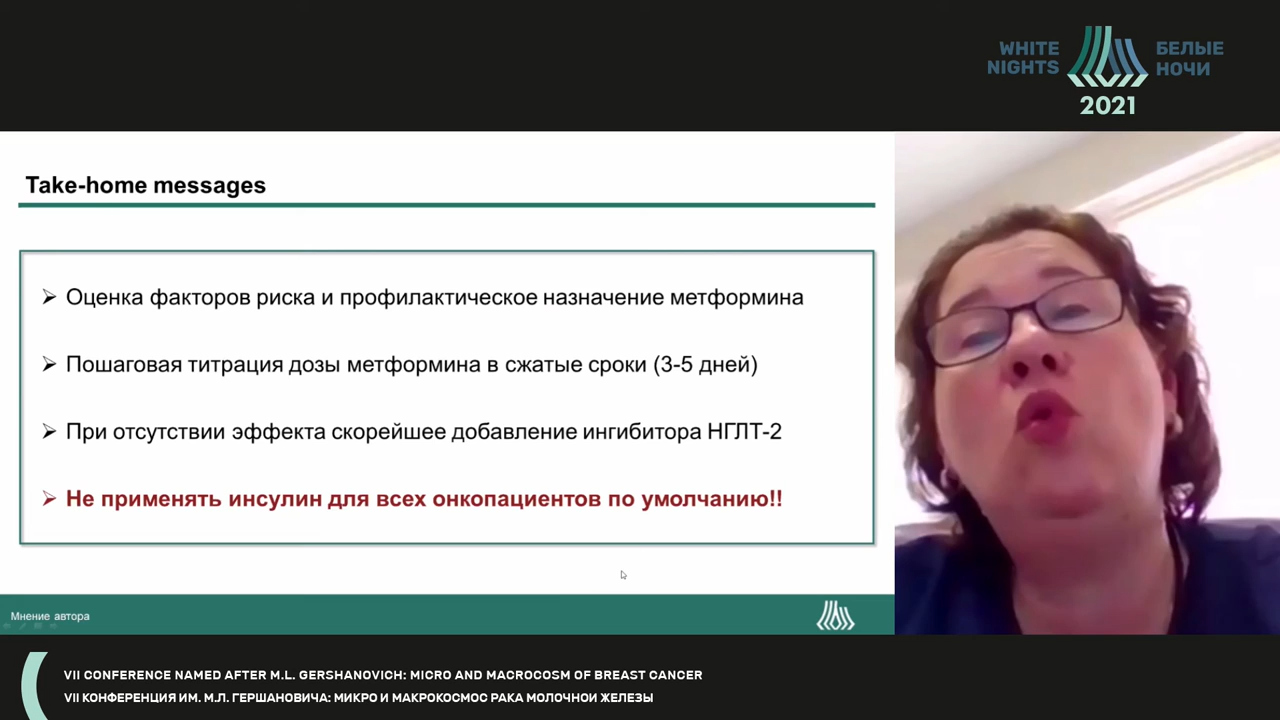 WHITE
NIGHTS
БЕЛЫЕ
НОЧИ
2021
Take-home messages
➢ Оценка факторов риска и профилактическое назначение метформина
➢ Пошаговая титрация дозы метформина в сжатые сроки (3-5 дней)
➢ При отсутствии эффекта скорейшее добавление ингибитора НГЛТ-2
➢ Не применять инсулин для всех онкопациентов по умолчанию!!
Мнение автора
VII CONFERENCE NAMED AFTER M.L. GERSHANOVICH: MICRO AND MACROCOSM OF BREAST CANCER
VII КОНФЕРЕНЦИЯ ИМ. М.Л. ГЕРШАНОВИЧА: МИКРО И МАКРОКОСМОС РАКА МОЛОЧНОЙ ЖЕЛЕЗЫ